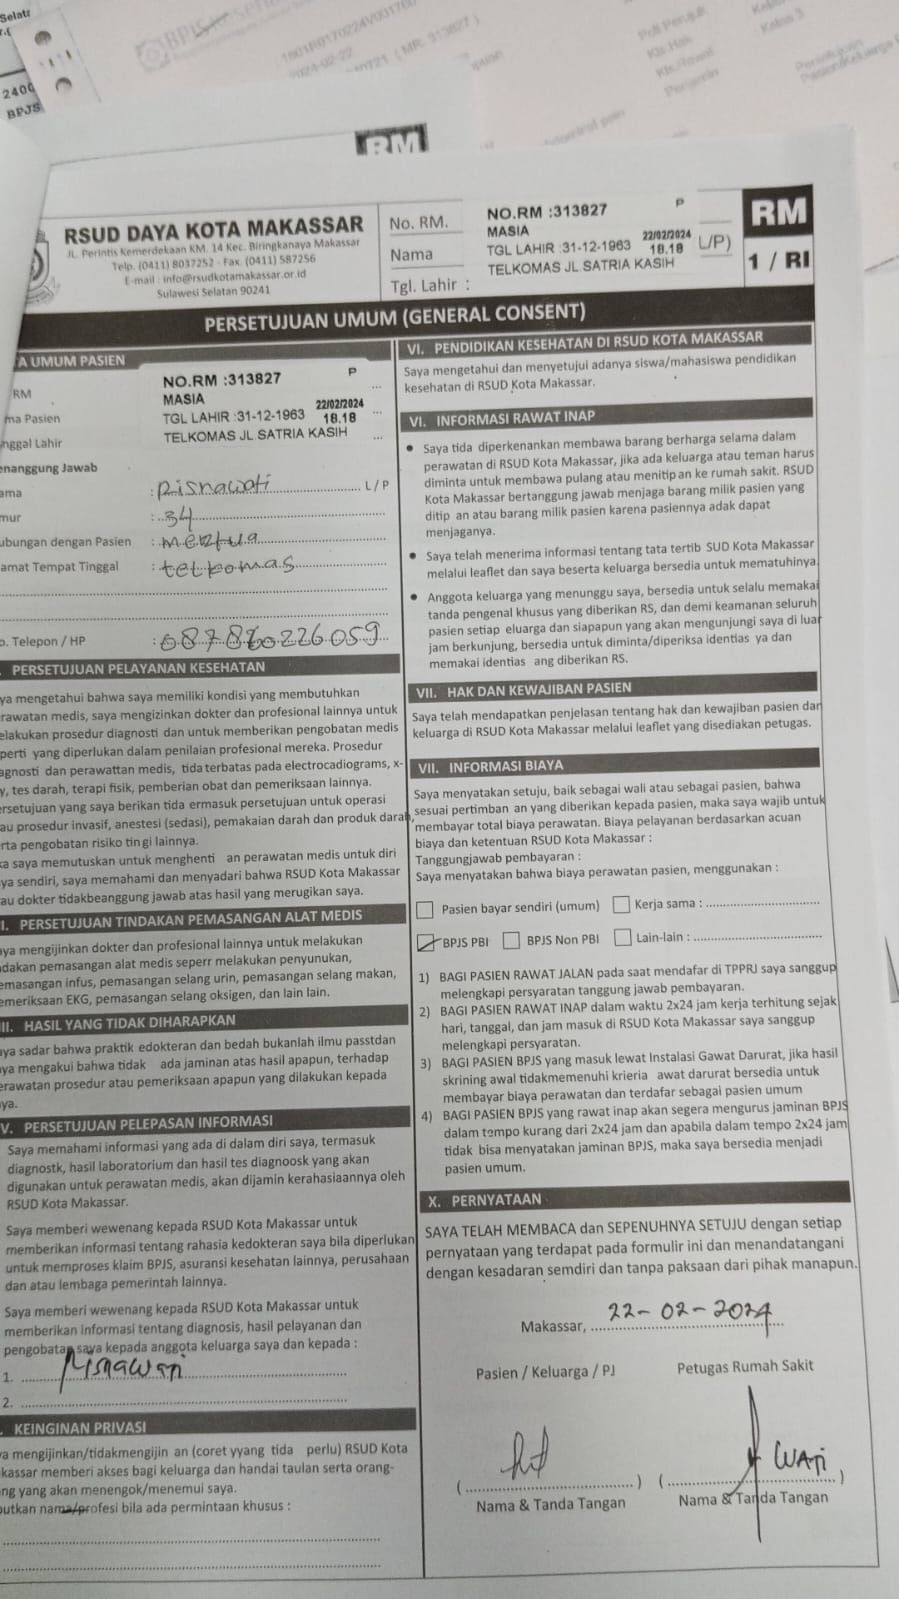 Selat
2400
BPJS
BPJS
1801R0170224V001760
2024-02-22
( MR. 313827 )
Kelas 3
RM
RSUD DAYA KOTA MAKASSAR
JL. Perintis Kemerdekaan KM. 14 Kec. Biringkanaya Makassar
Telp. (0411) 8037252 - Fax. (0411) 587256
E-mail : info@rsudkotamakassar.or.id
Sulawesi Selatan 90241
No. RM.
Nama
Tgl. Lahir :
NO.RM :313827 P
MASIA 22/02/2024
TGL LAHIR :31-12-1963 18.18
TELKOMAS JL SATRIA KASIH
L/P)
RM
1 / RI
PERSETUJUAN UMUM (GENERAL CONSENT)
A UMUM PASIEN
RM
ma Pasien
nggal Lahir
NO.RM :313827 P
MASIA 22/02/2024
TGL LAHIR :31-12-1963 18.18
TELKOMAS JL SATRIA KASIH
enanggung Jawab
ama : Risnawati L / P
mur : 34
ubungan dengan Pasien : mertua
amat Tempat Tinggal : telkomas
o. Telepon / HP : 087860226059
. PERSETUJUAN PELAYANAN KESEHATAN
ya mengetahui bahwa saya memiliki kondisi yang membutuhkan
rawatan medis, saya mengizinkan dokter dan profesional lainnya untuk
elakukan prosedur diagnosti dan untuk memberikan pengobatan medis
perti yang diperlukan dalam penilaian profesional mereka. Prosedur
agnosti dan perawattan medis, tida terbatas pada electrocadiograms, x-
y, tes darah, terapi fisik, pemberian obat dan pemeriksaan lainnya.
ersetujuan yang saya berikan tida ermasuk persetujuan untuk operasi
au prosedur invasif, anestesi (sedasi), pemakaian darah dan produk darah,
rta pengobatan risiko tin gi lainnya.
ka saya memutuskan untuk menghenti an perawatan medis untuk diri
ya sendiri, saya memahami dan menyadari bahwa RSUD Kota Makassar
au dokter tidakbeanggung jawab atas hasil yang merugikan saya.
I. PERSETUJUAN TINDAKAN PEMASANGAN ALAT MEDIS
aya mengijinkan dokter dan profesional lainnya untuk melakukan
dakan pemasangan alat medis seperr melakukan penyunukan,
emasangan infus, pemasangan selang urin, pemasangan selang makan,
emeriksaan EKG, pemasangan selang oksigen, dan lain lain.
II. HASIL YANG TIDAK DIHARAPKAN
aya sadar bahwa praktik edokteran dan bedah bukanlah ilmu passtdan
ya mengakui bahwa tidak ada jaminan atas hasil apapun, terhadap
erawatan prosedur atau pemeriksaan apapun yang dilakukan kepada
ya.
V. PERSETUJUAN PELEPASAN INFORMASI
Saya memahami informasi yang ada di dalam diri saya, termasuk
diagnostk, hasil laboratorium dan hasil tes diagnoosk yang akan
digunakan untuk perawatan medis, akan dijamin kerahasiaannya oleh
RSUD Kota Makassar.
Saya memberi wewenang kepada RSUD Kota Makassar untuk
memberikan informasi tentang rahasia kedokteran saya bila diperlukan
untuk memproses klaim BPJS, asuransi kesehatan lainnya, perusahaan
dan atau lembaga pemerintah lainnya.
Saya memberi wewenang kepada RSUD Kota Makassar untuk
memberikan informasi tentang diagnosis, hasil pelayanan dan
pengobatan saya kepada anggota keluarga saya dan kepada :
1. Risnawati
2.
. KEINGINAN PRIVASI
ya mengijinkan/tidakmengijin an (coret yyang tida perlu) RSUD Kota
kassar memberi akses bagi keluarga dan handai taulan serta orang-
ng yang akan menengok/menemui saya.
outkan nama/profesi bila ada permintaan khusus :
VI. PENDIDIKAN KESEHATAN DI RSUD KOTA MAKASSAR
Saya mengetahui dan menyetujui adanya siswa/mahasiswa pendidikan
kesehatan di RSUD Kota Makassar.
VI. INFORMASI RAWAT INAP
• Saya tida diperkenankan membawa barang berharga selama dalam
perawatan di RSUD Kota Makassar, jika ada keluarga atau teman harus
diminta untuk membawa pulang atau menitip an ke rumah sakit. RSUD
Kota Makassar bertanggung jawab menjaga barang milik pasien yang
ditip an atau barang milik pasien karena pasiennya adak dapat
menjaganya.
• Saya telah menerima informasi tentang tata tertib SUD Kota Makassar
melalui leaflet dan saya beserta keluarga bersedia untuk mematuhinya
• Anggota keluarga yang menunggu saya, bersedia untuk selalu memakai
tanda pengenal khusus yang diberikan RS, dan demi keamanan seluruh
pasien setiap eluarga dan siapapun yang akan mengunjungi saya di luar
jam berkunjung, bersedia untuk diminta/diperiksa identias ya dan
memakai identias ang diberikan RS.
VII. HAK DAN KEWAJIBAN PASIEN
Saya telah mendapatkan penjelasan tentang hak dan kewajiban pasien dan
keluarga di RSUD Kota Makassar melalui leaflet yang disediakan petugas.
VII. INFORMASI BIAYA
Saya menyatakan setuju, baik sebagai wali atau sebagai pasien, bahwa
sesuai pertimban an yang diberikan kepada pasien, maka saya wajib untuk
membayar total biaya perawatan. Biaya pelayanan berdasarkan acuan
biaya dan ketentuan RSUD Kota Makassar :
Tanggungjawab pembayaran :
Saya menyatakan bahwa biaya perawatan pasien, menggunakan :
Pasien bayar sendiri (umum) Kerja sama :
BPJS PBI BPJS Non PBI Lain-lain :
1) BAGI PASIEN RAWAT JALAN pada saat mendafar di TPPRJ saya sanggup
melengkapi persyaratan tanggung jawab pembayaran.
2) BAGI PASIEN RAWAT INAP dalam waktu 2x24 jam kerja terhitung sejak
hari, tanggal, dan jam masuk di RSUD Kota Makassar saya sanggup
melengkapi persyaratan.
3) BAGI PASIEN BPJS yang masuk lewat Instalasi Gawat Darurat, jika hasil
skrining awal tidakmemenuhi krieria awat darurat bersedia untuk
membayar biaya perawatan dan terdafar sebagai pasien umum
4) BAGI PASIEN BPJS yang rawat inap akan segera mengurus jaminan BPJS
dalam tempo kurang dari 2x24 jam dan apabila dalam tempo 2x24 jam
tidak bisa menyatakan jaminan BPJS, maka saya bersedia menjadi
pasien umum.
X. PERNYATAAN
SAYA TELAH MEMBACA dan SEPENUHNYA SETUJU dengan setiap
pernyataan yang terdapat pada formulir ini dan menandatangani
dengan kesadaran semdiri dan tanpa paksaan dari pihak manapun.
Makassar, 22-02-2024
Pasien / Keluarga / PJ Petugas Rumah Sakit
WATI
( ) ( )
Nama & Tanda Tangan Nama & Tanda Tangan